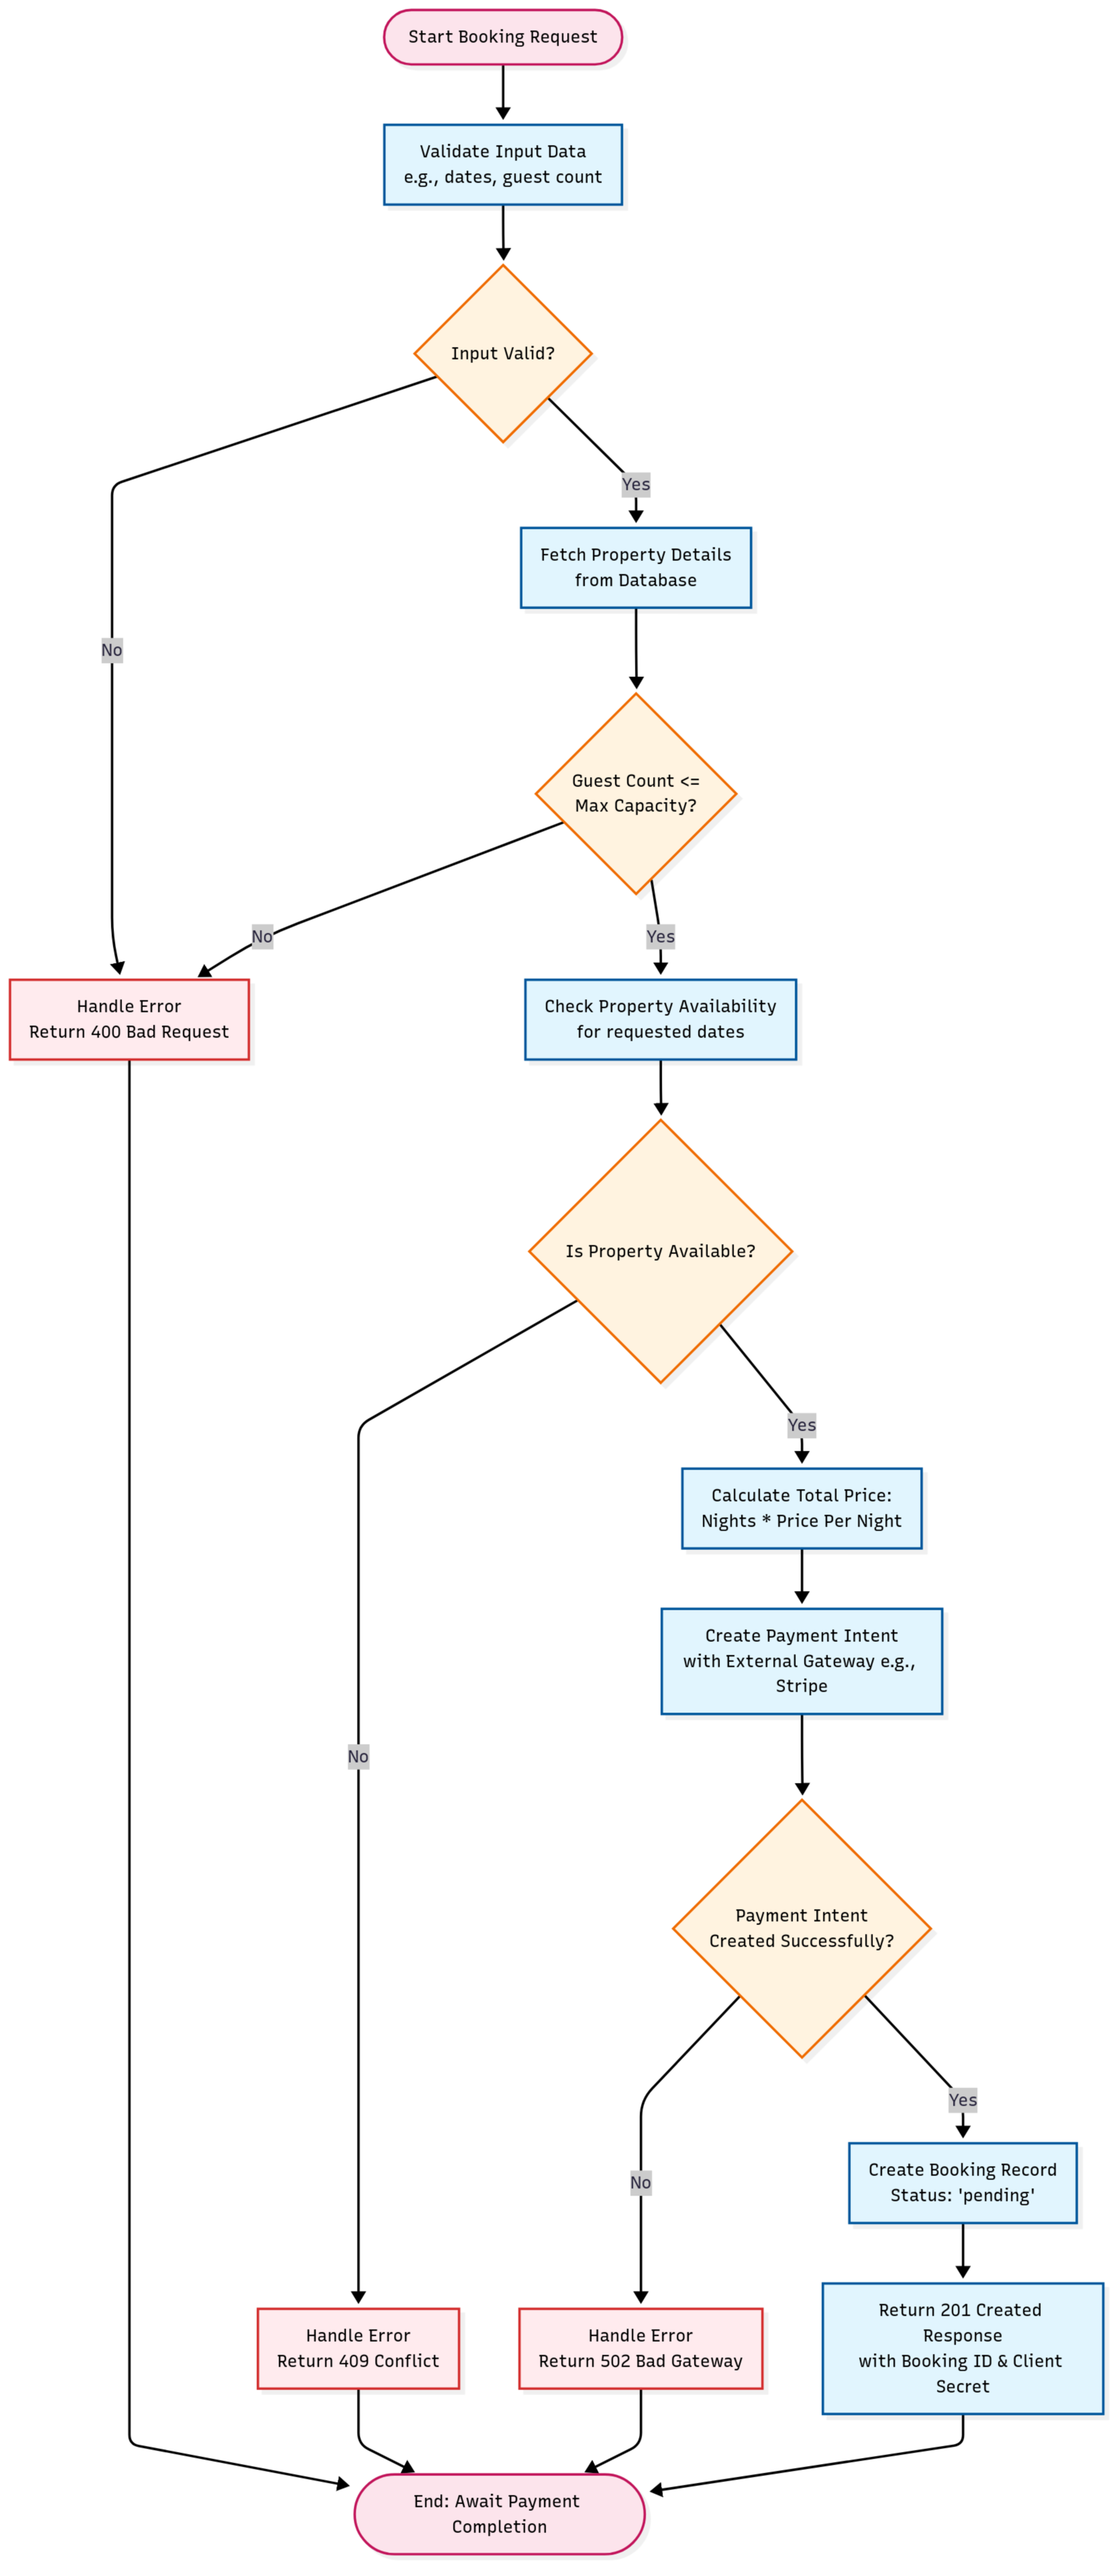 Start Booking Request
Validate Input Data
e.g., dates, guest count
Input Valid?
Yes
Fetch Property Details
from Database
No
Guest Count <=
Max Capacity?
No
Yes
Handle Error
Return 400 Bad Request
Check Property Availability
for requested dates
Is Property Available?
Yes
Calculate Total Price:
Nights * Price Per Night
Create Payment Intent
with External Gateway e.g.,
Stripe
No
Payment Intent
Created Successfully?
Yes
No
Create Booking Record
Status: 'pending'
Handle Error
Return 409 Conflict
Handle Error
Return 502 Bad Gateway
Return 201 Created
Response
with Booking ID & Client
Secret
End: Await Payment
Completion